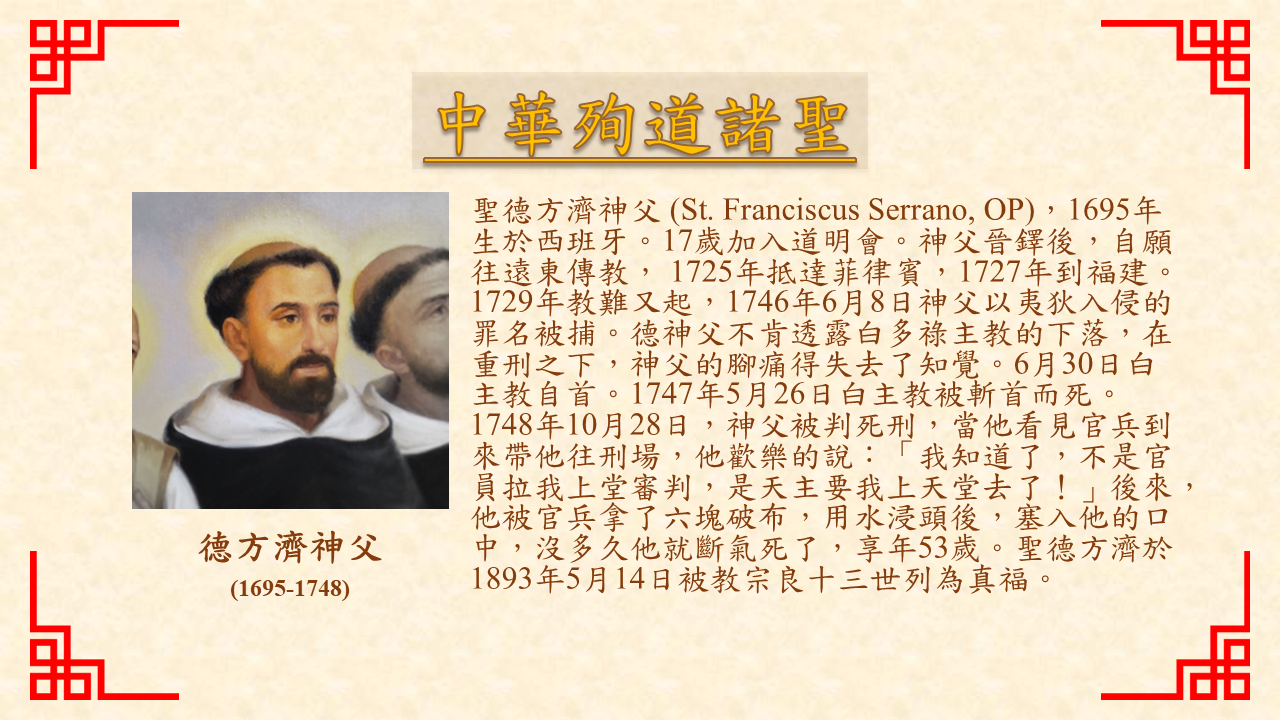 中華殉道諸聖
聖德方濟神父 (St. Franciscus Serrano, OP)，1695年
生於西班牙。17歲加入道明會。神父晉鐸後，自願
往遠東傳教， 1725年抵達菲律賓，1727年到福建。
1729年教難又起，1746年6月8日神父以夷狄入侵的
罪名被捕。德神父不肯透露白多祿主教的下落，在
重刑之下，神父的腳痛得失去了知覺。6月30日白
主教自首。1747年5月26日白主教被斬首而死。
1748年10月28日，神父被判死刑，當他看見官兵到
來帶他往刑場，他歡樂的說：「我知道了，不是官
員拉我上堂審判，是天主要我上天堂去了！」後來，
他被官兵拿了六塊破布，用水浸頭後，塞入他的口
中，沒多久他就斷氣死了，享年53歲。聖德方濟於
1893年5月14日被教宗良十三世列為真福。
德方濟神父
(1695-1748)